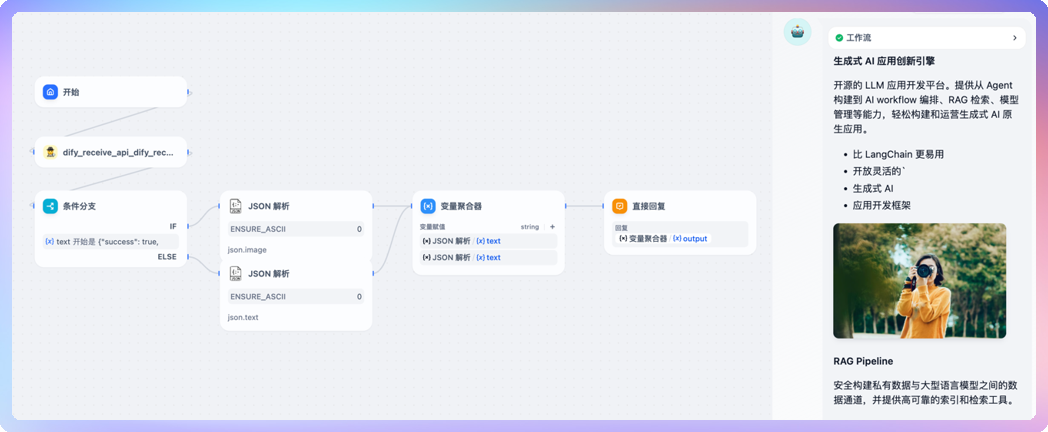 开始
dify_receive_api_dify_rec...
条件分支
IF
{x} text 开始是 {"success": true,
ELSE
JSON 解析
ENSURE_ASCII 0
json.image
JSON 解析
ENSURE_ASCII 0
json.text
变量聚合器
变量赋值 string +
JSON 解析 / {x} text
JSON 解析 / {x} text
直接回复
回复
变量聚合器 / {x} output
工作流
生成式 AI 应用创新引擎
开源的 LLM 应用开发平台。提供从 Agent
构建到 AI workflow 编排、RAG 检索、模型
管理等能力，轻松构建和运营生成式 AI 原
生应用。
• 比 LangChain 更易用
• 开放灵活的`
• 生成式 AI
• 应用开发框架
RAG Pipeline
安全构建私有数据与大型语言模型之间的数
据通道，并提供高可靠的索引和检索工具。